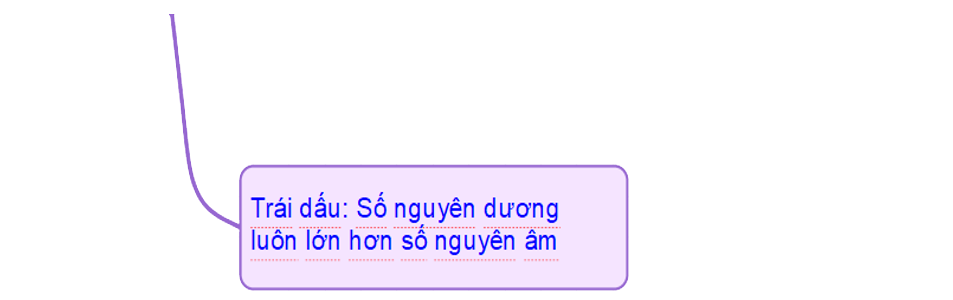 Trái dấu: Số nguyên dương
luôn lớn hơn số nguyên âm